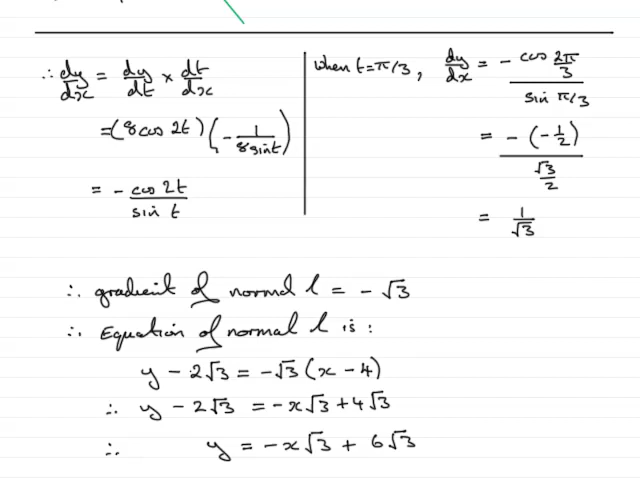 ∴ dy/dx = dy/dt × dt/dx
= (8cos 2t)(- 1/8sint)
= - cos 2t / sin t
when t=π/3, dy/dx = - cos 2π/3 / sin π/3
= - (-1/2) / √3/2
= 1/√3
∴ gradient of normal l = - √3
∴ Equation of normal l is:
y - 2√3 = -√3 (x - 4)
∴ y - 2√3 = -x√3 + 4√3
∴ y = -x√3 + 6√3